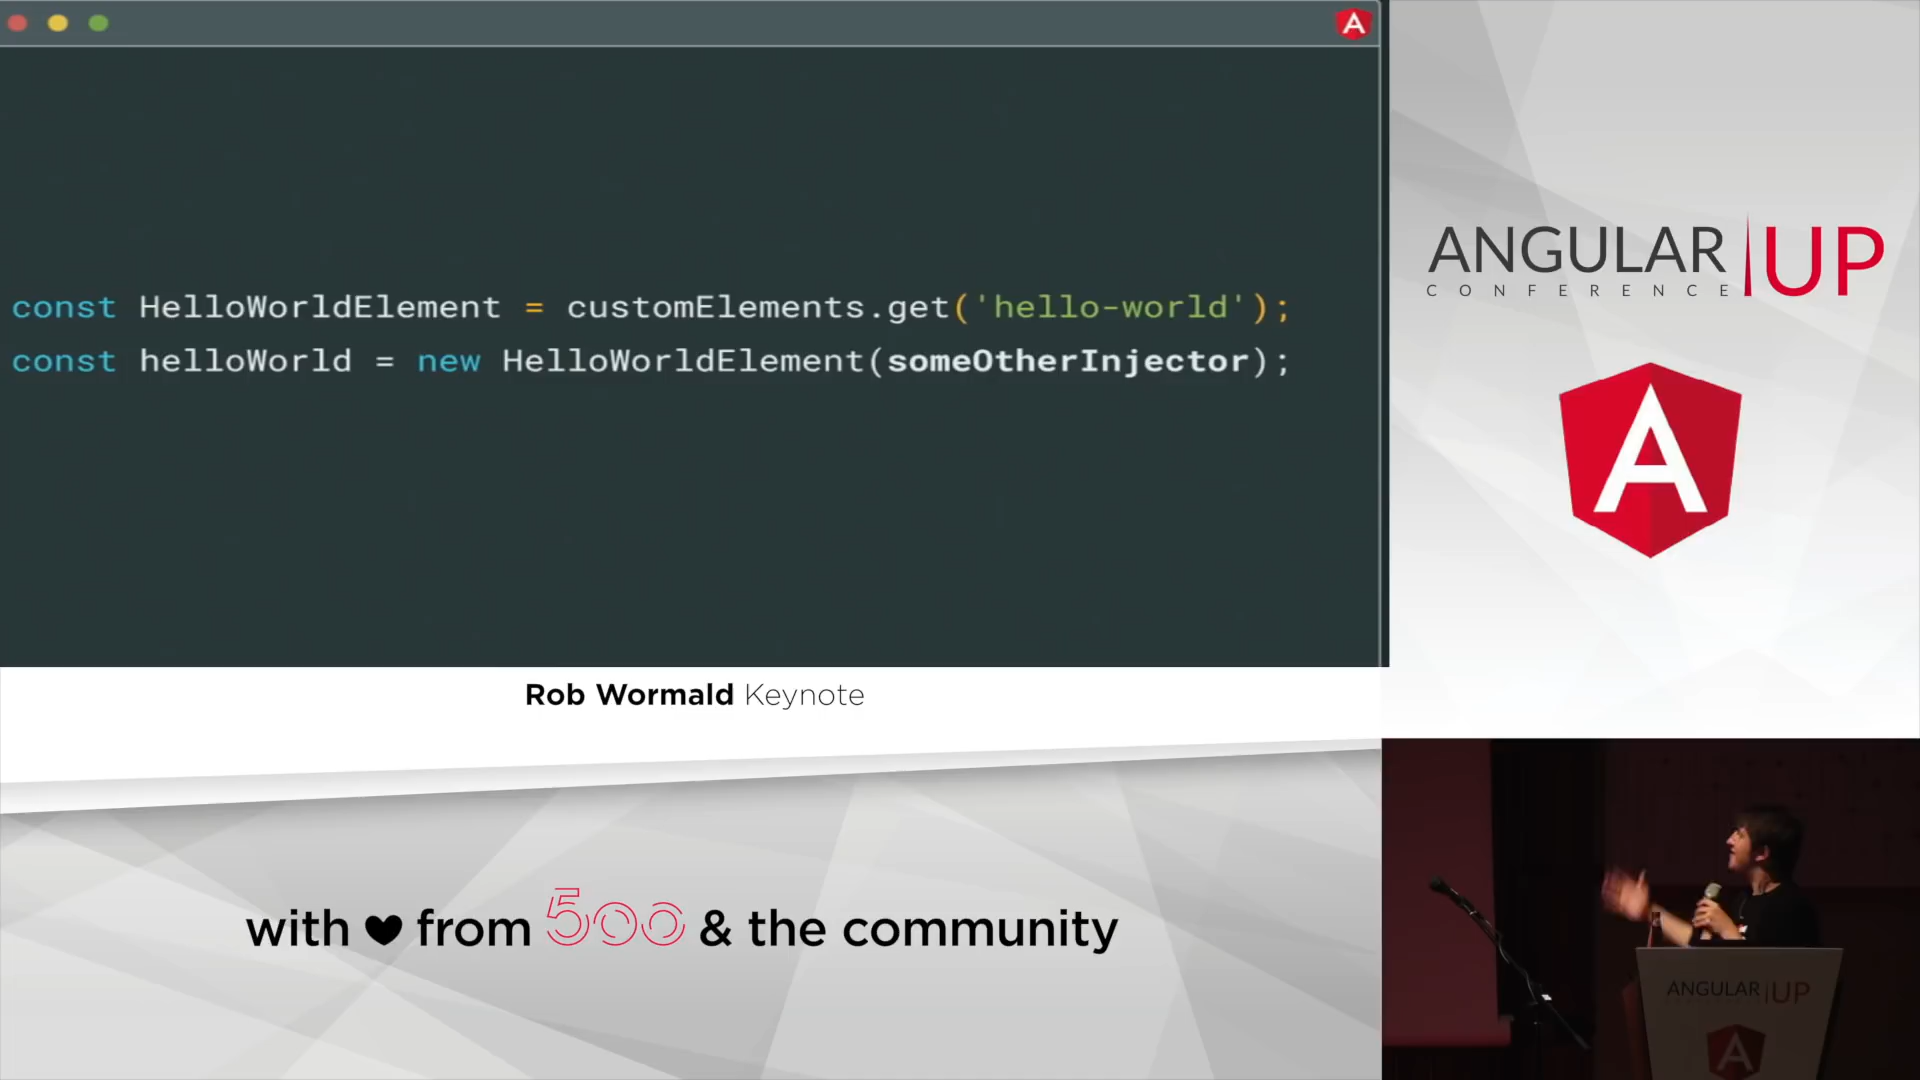 const HelloWorldElement = customElements.get('hello-world');
const helloWorld = new HelloWorldElement(someOtherInjector);
ANGULAR UP
CONFERENCE
A
Rob Wormald Keynote
with ♥ from 500 & the community
ANGULAR UP
A